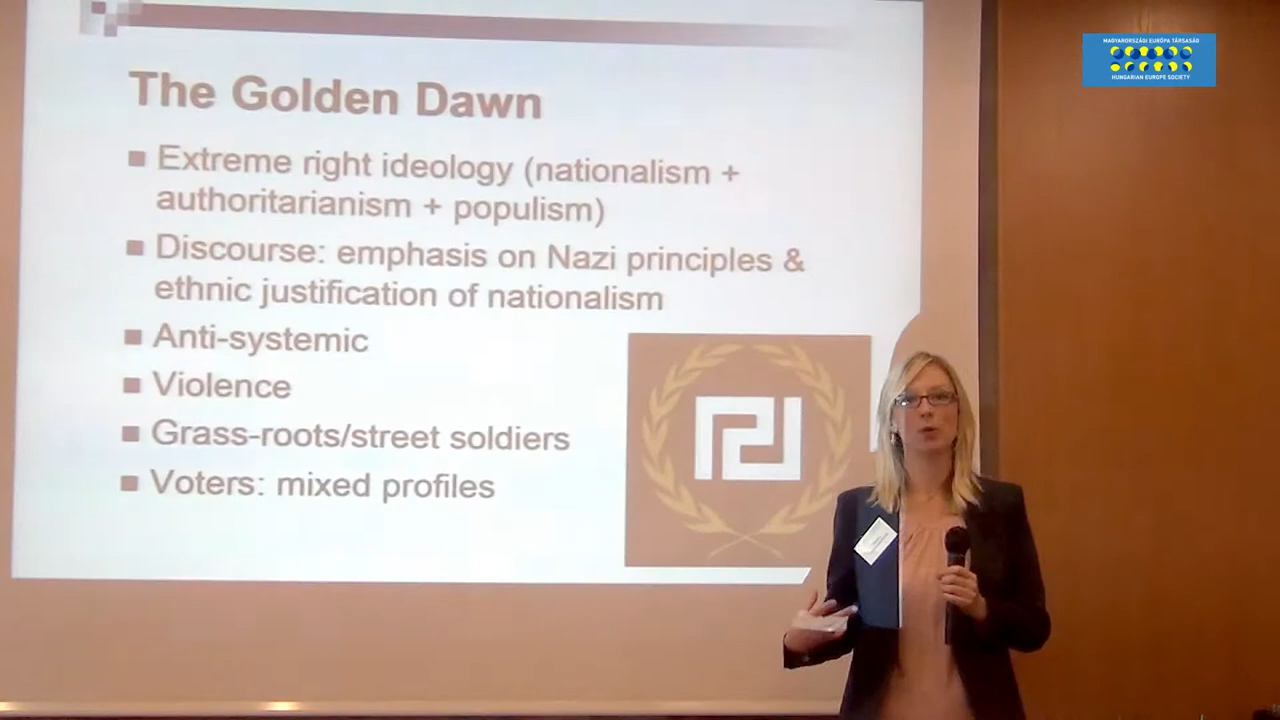 MAGYARORSZÁGI EURÓPA TÁRSASÁG
HUNGARIAN EUROPE SOCIETY
The Golden Dawn
Extreme right ideology (nationalism +
authoritarianism + populism)
Discourse: emphasis on Nazi principles &
ethnic justification of nationalism
Anti-systemic
Violence
Grass-roots/street soldiers
Voters: mixed profiles